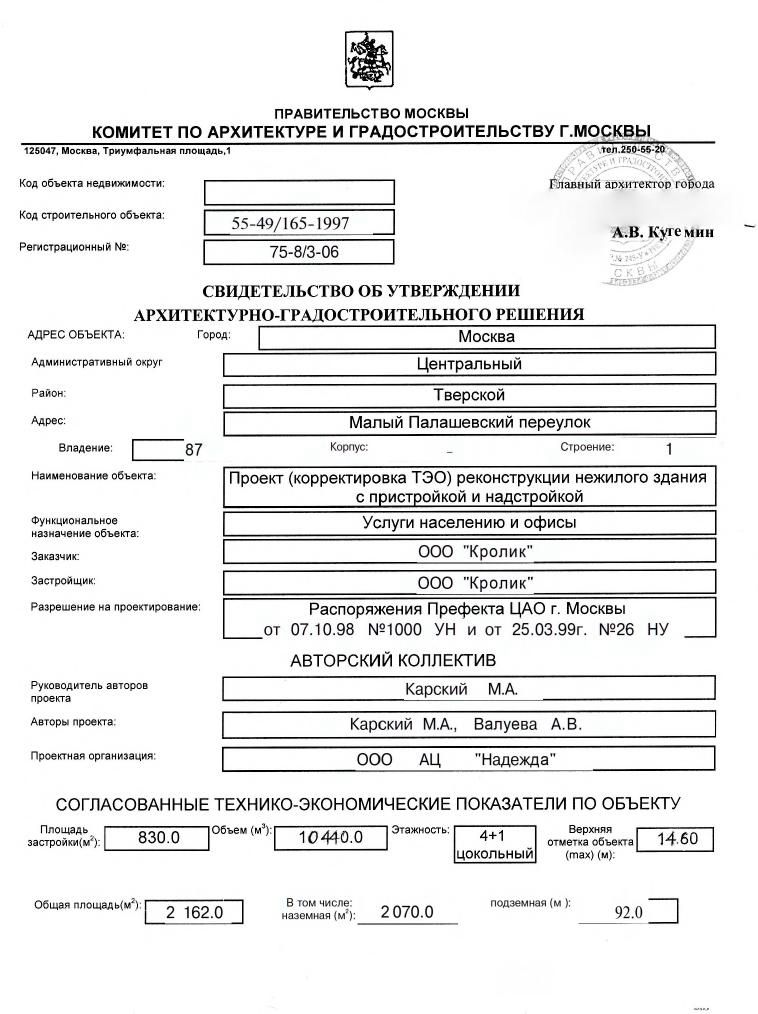 ПРАВИТЕЛЬСТВО МОСКВЫ
КОМИТЕТ ПО АРХИТЕКТУРЕ И ГРАДОСТРОИТЕЛЬСТВУ Г.МОСКВЫ
125047, Москва, Триумфальная площадь,1 тел.250-55-20
Код объекта недвижимости: Главный архитектор города
Код строительного объекта: 55-49/165-1997
А.В. Кугемин
Регистрационный №: 75-8/3-06
СВИДЕТЕЛЬСТВО ОБ УТВЕРЖДЕНИИ
АРХИТЕКТУРНО-ГРАДОСТРОИТЕЛЬНОГО РЕШЕНИЯ
АДРЕС ОБЪЕКТА: Город: Москва
Административный округ Центральный
Район: Тверской
Адрес: Малый Палашевский переулок
Владение: 87 Корпус: – Строение: 1
Наименование объекта: Проект (корректировка ТЭО) реконструкции нежилого здания
с пристройкой и надстройкой
Функциональное
назначение объекта: Услуги населению и офисы
Заказчик: ООО "Кролик"
Застройщик: ООО "Кролик"
Разрешение на проектирование: Распоряжения Префекта ЦАО г. Москвы
от 07.10.98 №1000 УН и от 25.03.99г. №26 НУ
АВТОРСКИЙ КОЛЛЕКТИВ
Руководитель авторов
проекта Карский М.А.
Авторы проекта: Карский М.А., Валуева А.В.
Проектная организация: ООО АЦ "Надежда"
СОГЛАСОВАННЫЕ ТЕХНИКО-ЭКОНОМИЧЕСКИЕ ПОКАЗАТЕЛИ ПО ОБЪЕКТУ
Площадь
застройки(м²): 830.0 Объем (м³): 10440.0 Этажность: 4+1
цокольный Верхняя
отметка объекта
(max) (м): 14.60
Общая площадь(м²): 2 162.0 В том числе:
наземная (м²): 2070.0 подземная (м ): 92.0